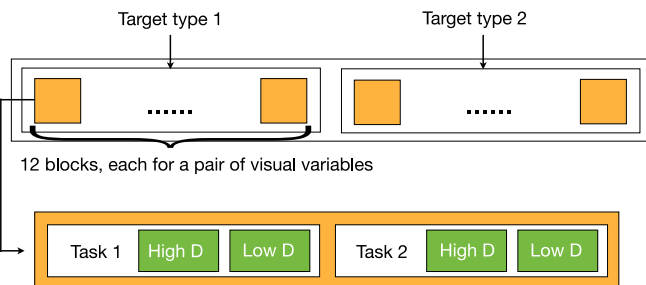 Target type 1
Target type 2
......
......
12 blocks, each for a pair of visual variables
Task 1 High D Low D
Task 2 High D Low D